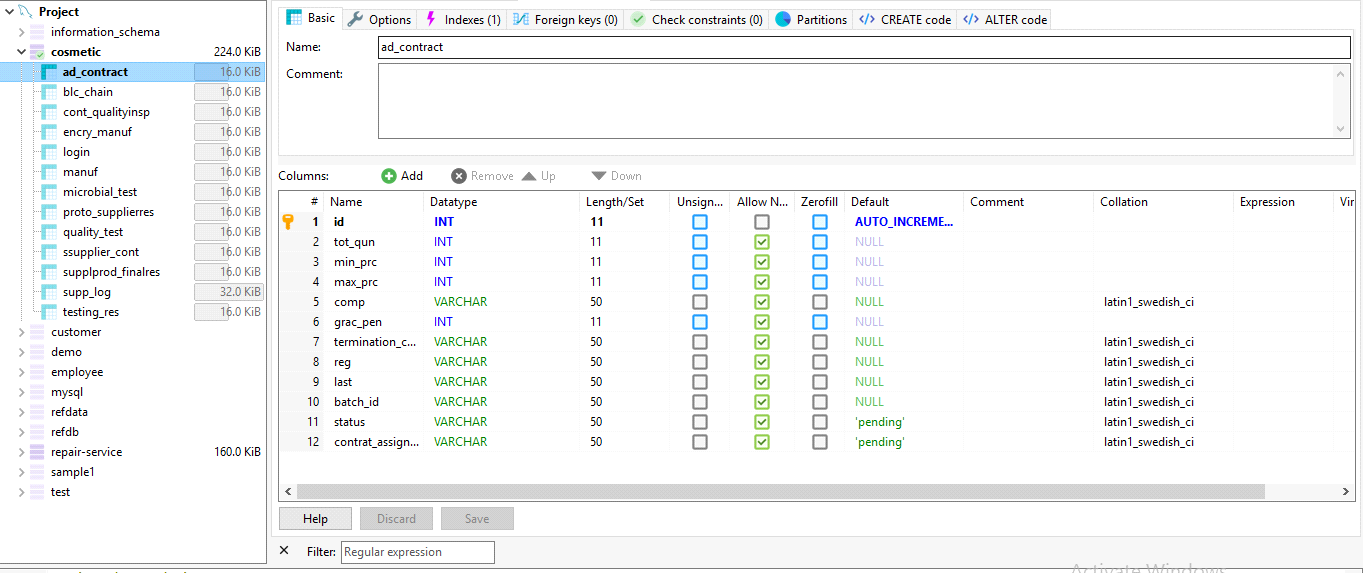 Project
information_schema
cosmetic 224.0 KiB
ad_contract 16.0 KiB
blc_chain 16.0 KiB
cont_qualityinsp 16.0 KiB
encry_manuf 16.0 KiB
login 16.0 KiB
manuf 16.0 KiB
microbial_test 16.0 KiB
proto_supplierres 16.0 KiB
quality_test 16.0 KiB
ssupplier_cont 16.0 KiB
supplprod_finalres 16.0 KiB
supp_log 32.0 KiB
testing_res 16.0 KiB
customer
demo
employee
mysql
refdata
refdb
repair-service 160.0 KiB
sample1
test
Basic Options Indexes (1) Foreign keys (0) Check constraints (0) Partitions CREATE code ALTER code
Name: ad_contract
Comment:
Columns: Add Remove Up Down
# Name Datatype Length/Set Unsign... Allow N... Zerofill Default Comment Collation Expression Vir
1 id INT 11 AUTO_INCREME...
2 tot_qun INT 11 NULL
3 min_prc INT 11 NULL
4 max_prc INT 11 NULL
5 comp VARCHAR 50 NULL latin1_swedish_ci
6 grac_pen INT 11 NULL
7 termination_c... VARCHAR 50 NULL latin1_swedish_ci
8 reg VARCHAR 50 NULL latin1_swedish_ci
9 last VARCHAR 50 NULL latin1_swedish_ci
10 batch_id VARCHAR 50 NULL latin1_swedish_ci
11 status VARCHAR 50 'pending' latin1_swedish_ci
12 contrat_assign... VARCHAR 50 'pending' latin1_swedish_ci
Help Discard Save
Filter: Regular expression
Activate Windows